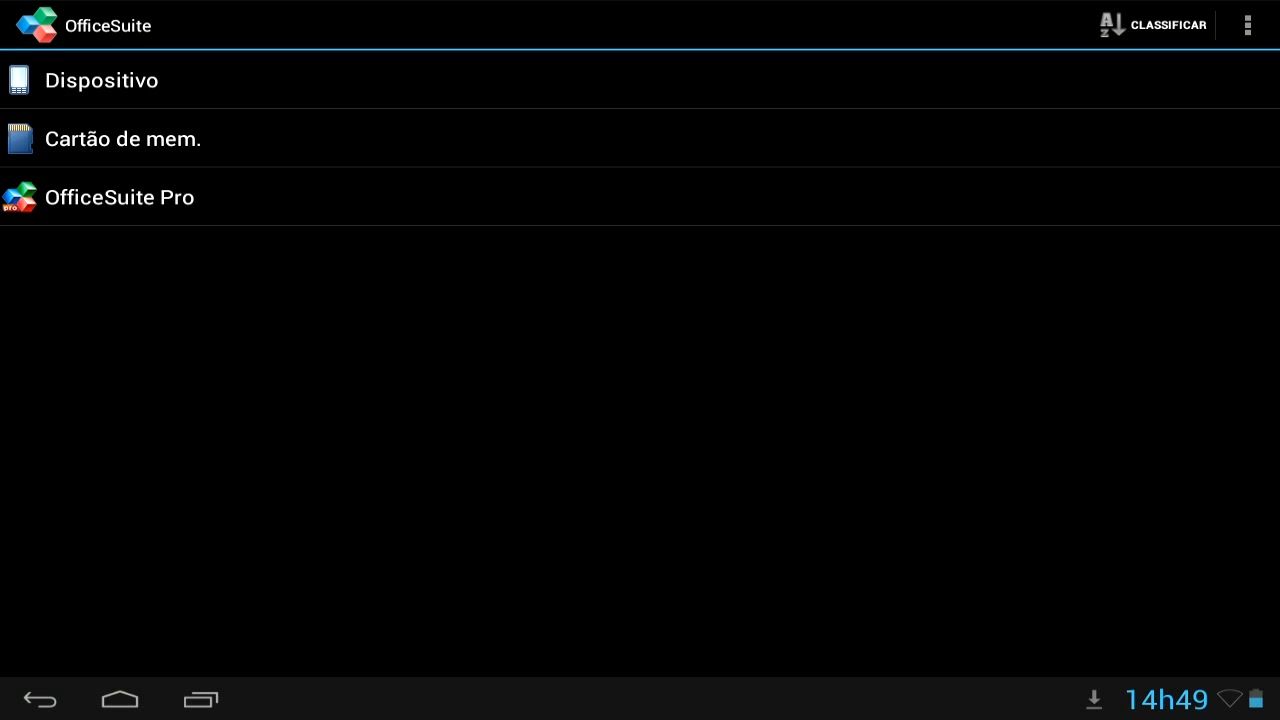 OfficeSuite
CLASSIFICAR
Dispositivo
Cartão de mem.
OfficeSuite Pro
14h49